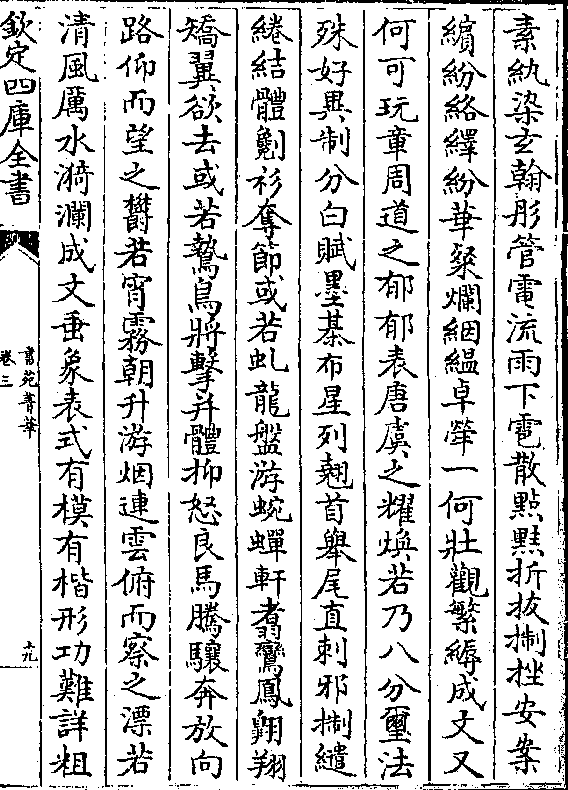 素紈染玄翰彤管電流雨下雹散點䵝折拔掣挫安案
繽紛絡繹紛華粲爛絪緼卓犖一何壯觀繁縟成文又
何可玩章周道之郁郁表唐虞之耀煥若乃八分璽法
殊好異制分白賦墨棊布星列翹首舉尾直刺邪掣繾
綣結體劖衫奪節或若虬龍盤游蜿蟬軒翥鸞鳳翺翔
矯翼欲去或若鷙鳥將擊并體抑怒良馬騰驤奔放向
路仰而望之欝若宵霧朝升游烟連雲俯而察之漂若
清風厲水漪瀾成文垂象表式有模有楷形功難詳粗
欽定四庫全書
書苑菁華
卷三
十九